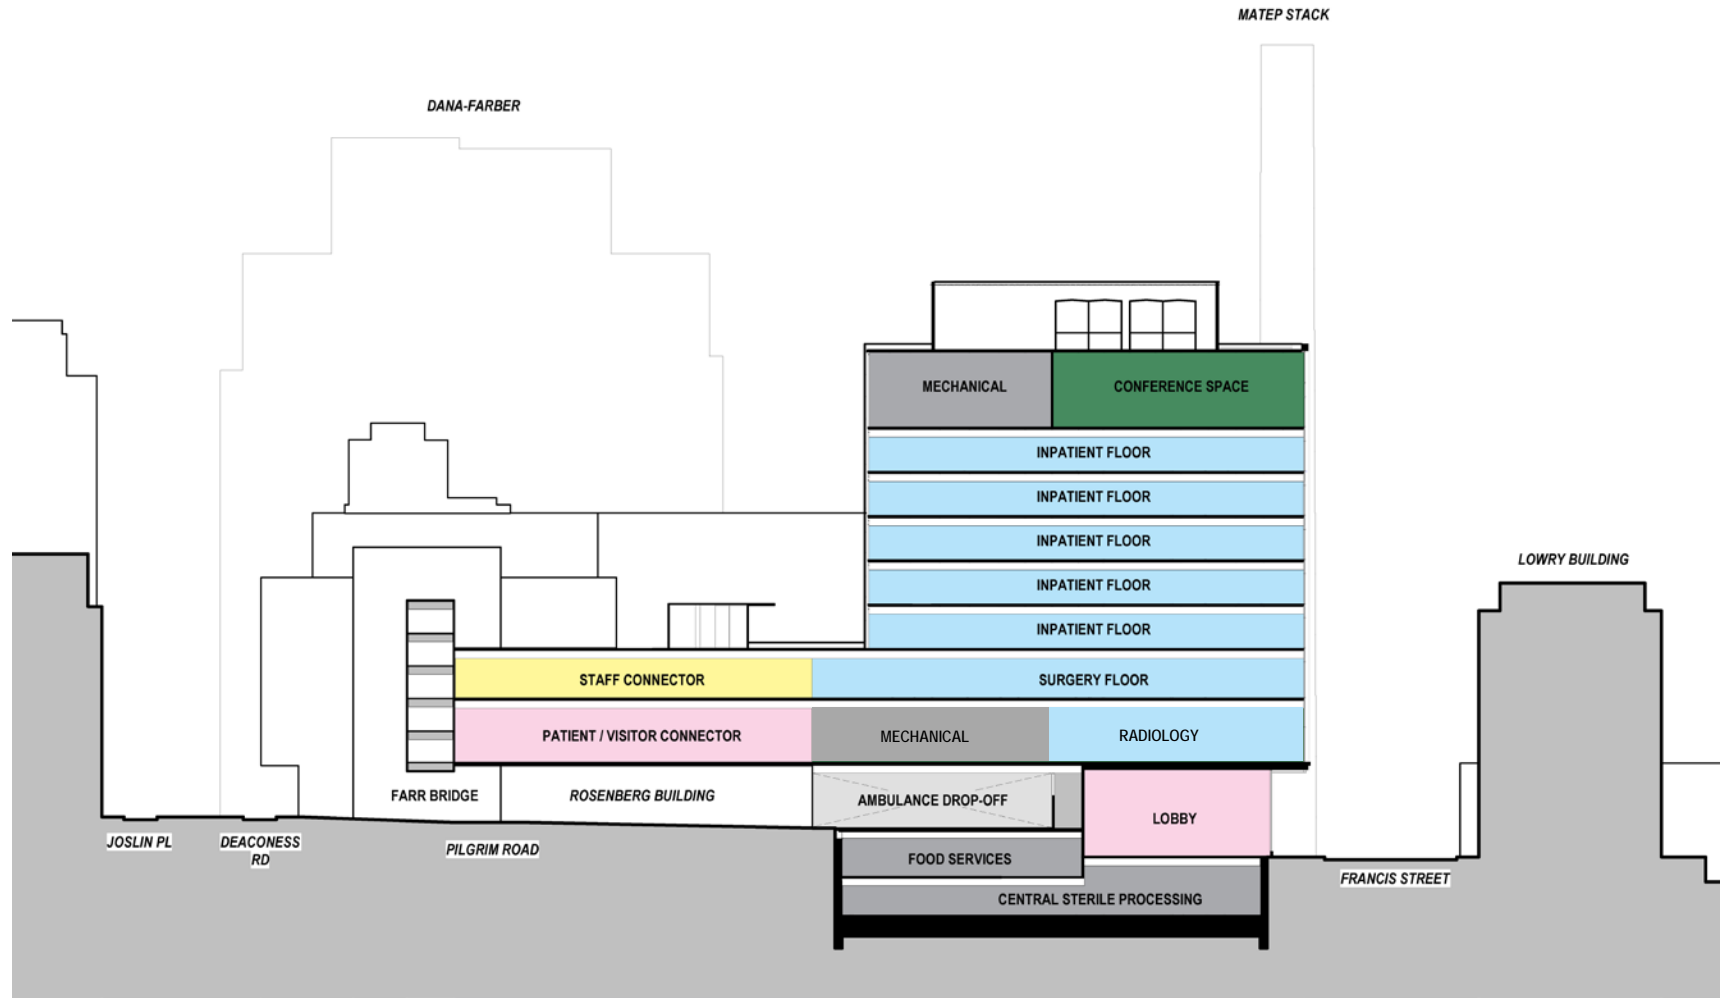 MATEP STACK
DANA-FARBER
MECHANICAL
CONFERENCE SPACE
INPATIENT FLOOR
INPATIENT FLOOR
INPATIENT FLOOR
LOWRY BUILDING
INPATIENT FLOOR
INPATIENT FLOOR
STAFF CONNECTOR
SURGERY FLOOR
PATIENT / VISITOR CONNECTOR
MECHANICAL
RADIOLOGY
FARR BRIDGE
ROSENBERG BUILDING
AMBULANCE DROP-OFF
LOBBY
JOSLIN PL
DEACONESS
RD
PILGRIM ROAD
FOOD SERVICES
FRANCIS STREET
CENTRAL STERILE PROCESSING